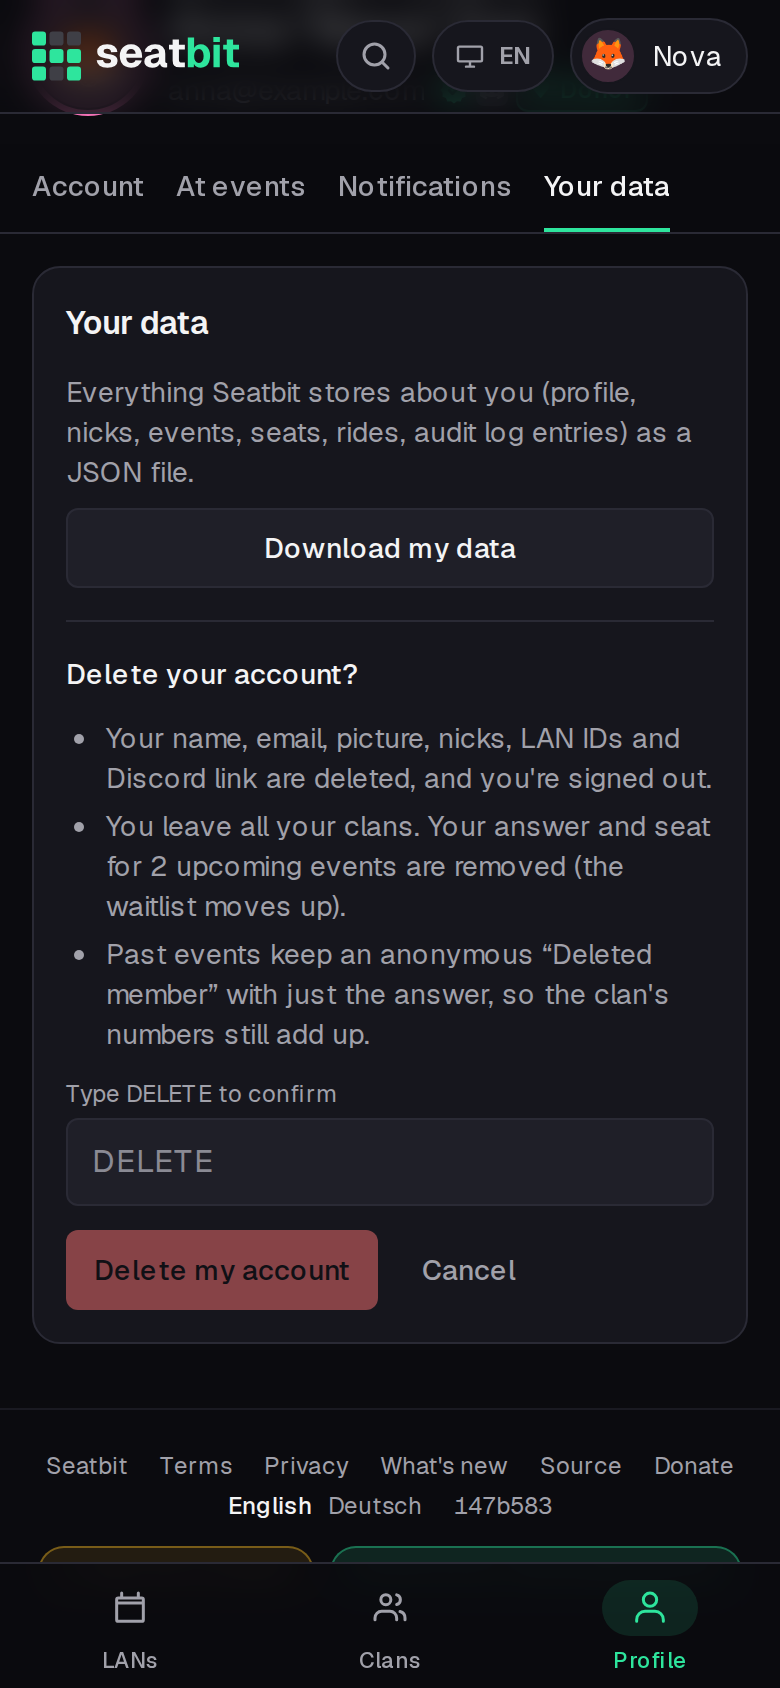 seatbit
EN
Nova
anna@example.com
Account
At events
Notifications
Your data
Your data
Everything Seatbit stores about you (profile,
nicks, events, seats, rides, audit log entries) as a
JSON file.
Download my data
Delete your account?
Your name, email, picture, nicks, LAN IDs and
Discord link are deleted, and you're signed out.
You leave all your clans. Your answer and seat
for 2 upcoming events are removed (the
waitlist moves up).
Past events keep an anonymous “Deleted
member” with just the answer, so the clan's
numbers still add up.
Type DELETE to confirm
DELETE
Delete my account
Cancel
Seatbit Terms Privacy What's new Source Donate
English Deutsch 147b583
LANs
Clans
Profile